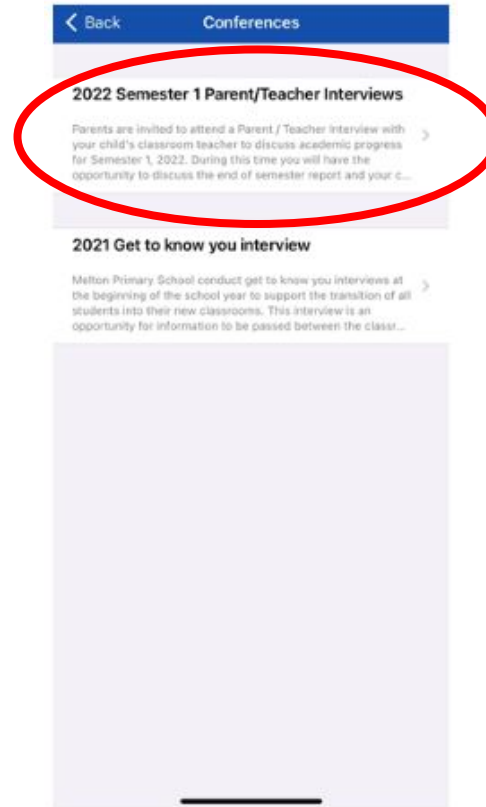 Back Conferences
2022 Semester 1 Parent/Teacher Interviews
Parents are invited to attend a Parent / Teacher Interview with
your child's classroom teacher to discuss academic progress
for Semester 1, 2022. During this time you will have the
opportunity to discuss the end of semester report and your c...
2021 Get to know you interview
Melton Primary School conduct get to know you interviews at
the beginning of the school year to support the transition of all
students into their new classrooms. This interview is an
opportunity for information to be passed between the classr...